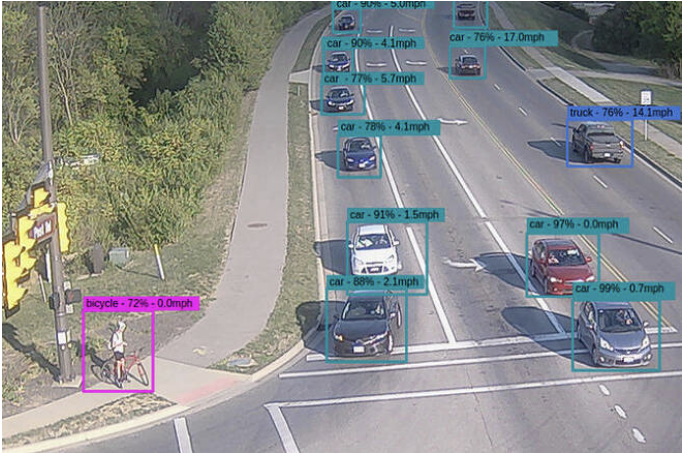 car - 90% - 5.0mph
car - 90% - 4.1mph
car - 76% - 17.0mph
car - 77% - 5.7mph
truck - 76% - 14.1mph
car - 78% - 4.1mph
car - 91% - 1.5mph
car - 97% - 0.0mph
car - 88% - 2.1mph
car - 99% - 0.7mph
bicycle - 72% - 0.0mph